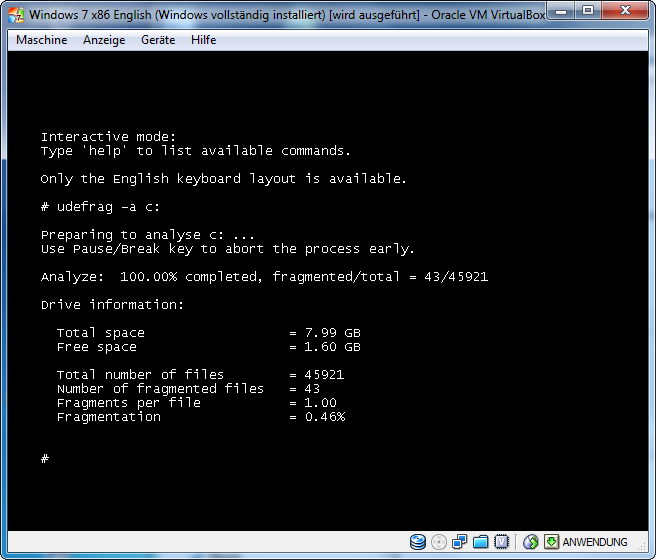 Windows 7 x86 English (Windows vollständig installiert) [wird ausgeführt] - Oracle VM VirtualBox
Maschine Anzeige Geräte Hilfe
Interactive mode:
Type 'help' to list available commands.
Only the English keyboard layout is available.
# udefrag -a c:
Preparing to analyse c: ...
Use Pause/Break key to abort the process early.
Analyze:  100.00% completed, fragmented/total = 43/45921
Drive information:
Total space = 7.99 GB
Free space = 1.60 GB
Total number of files = 45921
Number of fragmented files = 43
Fragments per file = 1.00
Fragmentation = 0.46%
#
ANWENDUNG